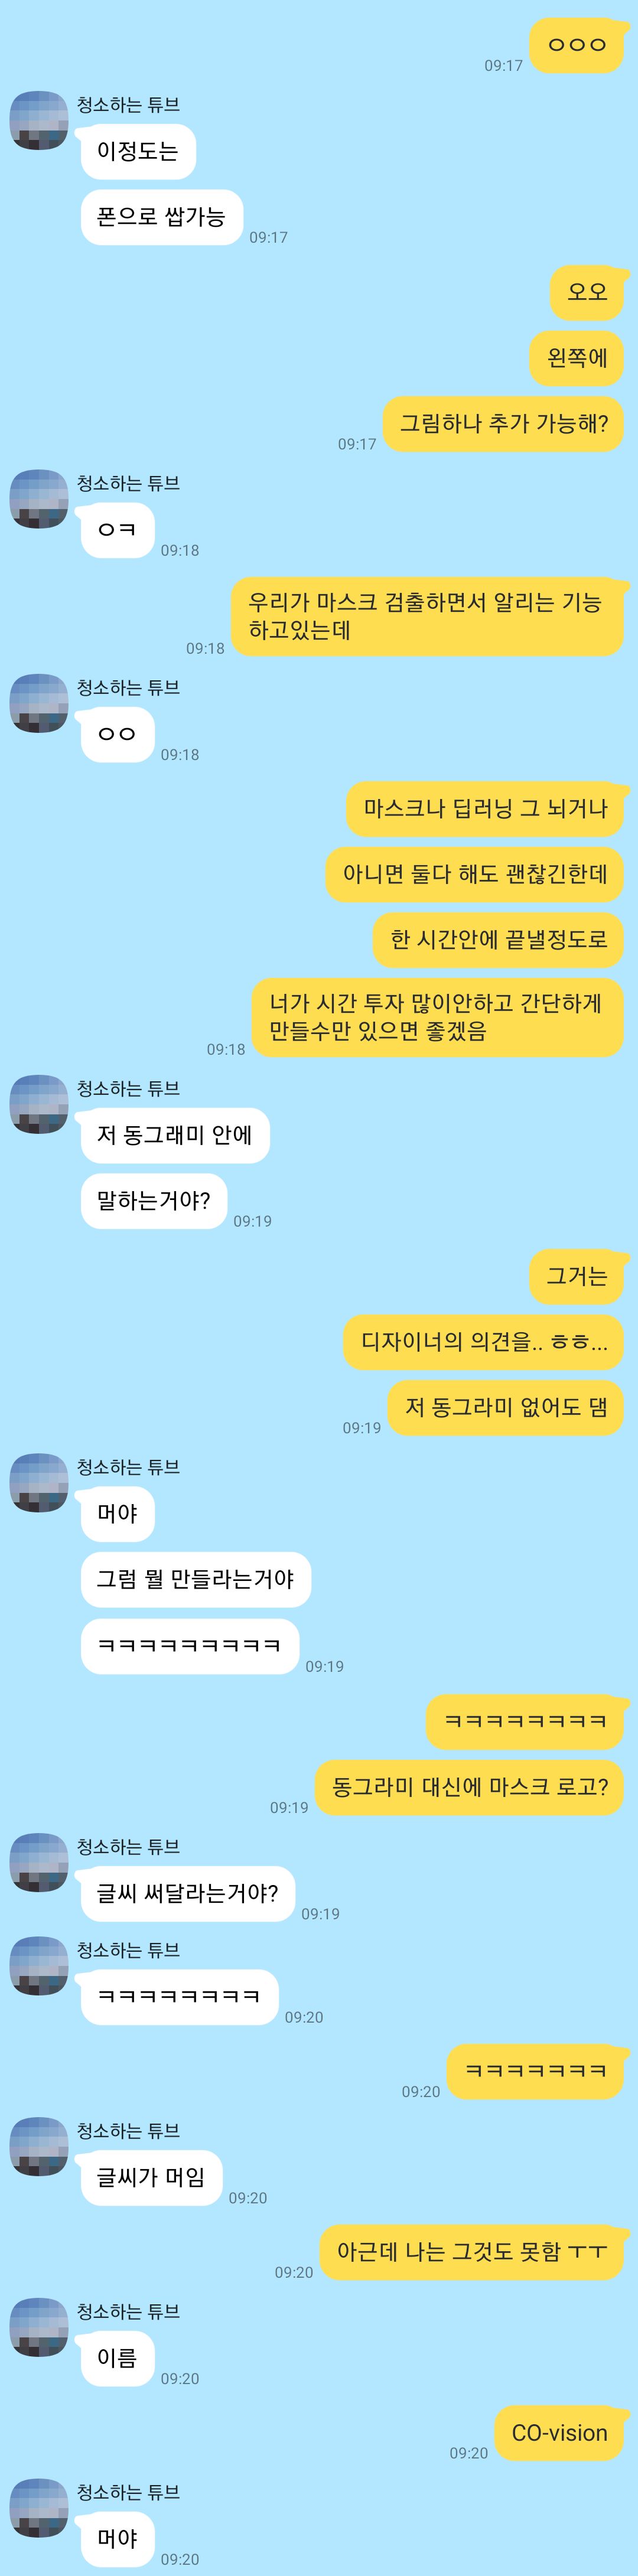 ㅇㅇㅇ
09:17
청소하는 튜브
이정도는
폰으로 쌉가능
09:17
오오
왼쪽에
그림하나 추가 가능해?
09:17
청소하는 튜브
ㅇㅋ
09:18
우리가 마스크 검출하면서 알리는 기능
하고있는데
09:18
청소하는 튜브
ㅇㅇ
09:18
마스크나 딥러닝 그 뇌거나
아니면 둘다 해도 괜찮긴한데
한 시간안에 끝낼정도로
너가 시간 투자 많이안하고 간단하게
만들수만 있으면 좋겠음
09:18
청소하는 튜브
저 동그래미 안에
말하는거야?
09:19
그거는
디자이너의 의견을.. ㅎㅎ...
저 동그라미 없어도 댐
09:19
청소하는 튜브
머야
그럼 뭘 만들라는거야
ㅋㅋㅋㅋㅋㅋㅋㅋㅋ
09:19
ㅋㅋㅋㅋㅋㅋㅋㅋ
동그라미 대신에 마스크 로고?
09:19
청소하는 튜브
글씨 써달라는거야?
09:19
청소하는 튜브
ㅋㅋㅋㅋㅋㅋㅋㅋ
09:20
ㅋㅋㅋㅋㅋㅋㅋ
09:20
청소하는 튜브
글씨가 머임
09:20
아근데 나는 그것도 못함 ㅜㅜ
09:20
청소하는 튜브
이름
09:20
CO-vision
09:20
청소하는 튜브
머야
09:20